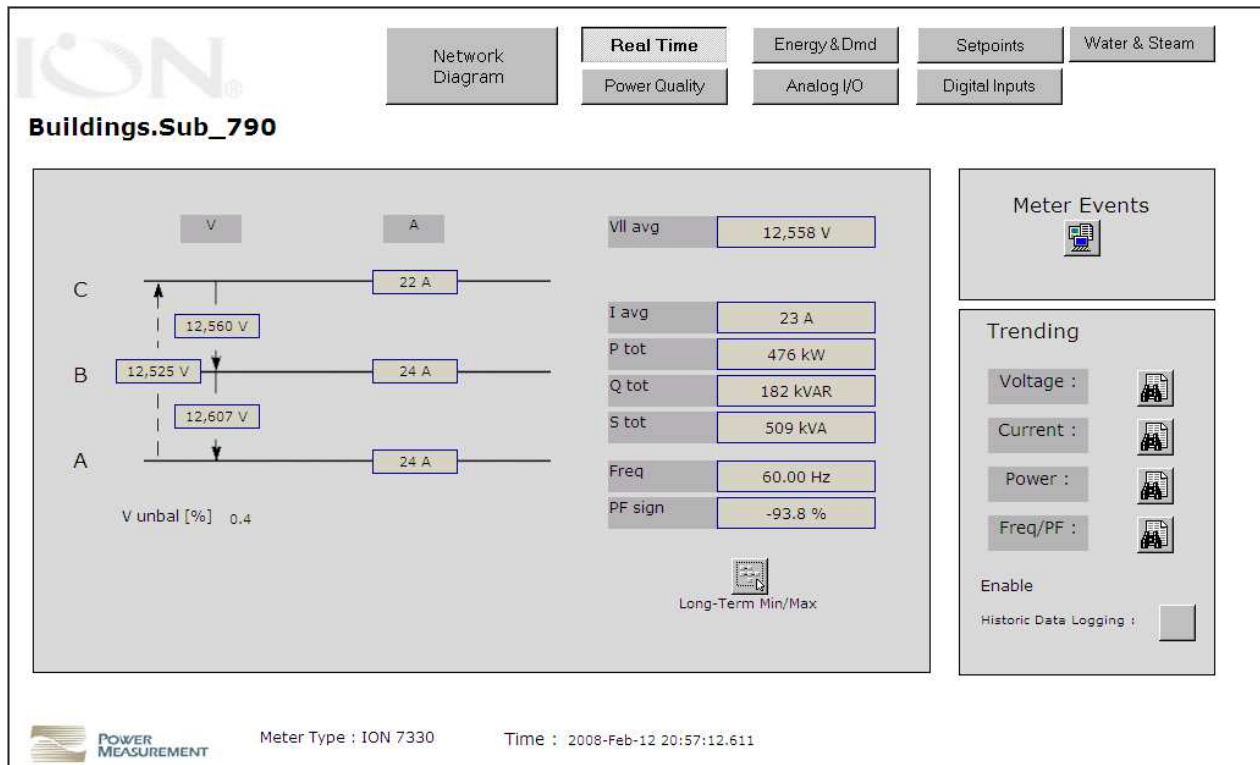 ION®
Network Diagram
Real Time
Energy & Dmd
Setpoints
Water & Steam
Power Quality
Analog I/O
Digital Inputs
Buildings.Sub_790
V
A
C
22 A
12,560 V
B
12,525 V
24 A
12,607 V
A
24 A
V unbal [%] 0.4
Vll avg 12,558 V
I avg 23 A
P tot 476 kW
Q tot 182 kVAR
S tot 509 kVA
Freq 60.00 Hz
PF sign -93.8 %
Long-Term Min/Max
Meter Events
Trending
Voltage :
Current :
Power :
Freq/PF :
Enable
Historic Data Logging :
POWER
MEASUREMENT
Meter Type : ION 7330
Time : 2008-Feb-12 20:57:12.611